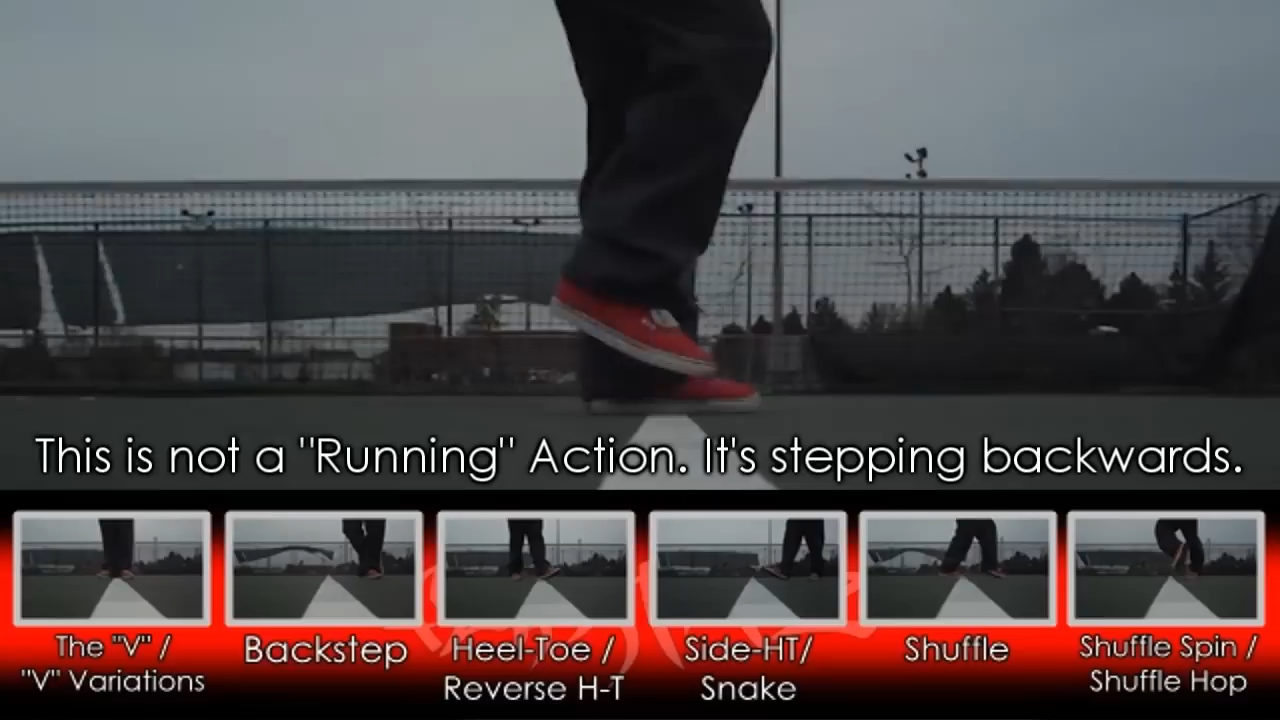 This is not a "Running" Action. It's stepping backwards.
The "V" /
"V" Variations
Backstep
Heel-Toe /
Reverse H-T
Side-HT/
Snake
Shuffle
Shuffle Spin /
Shuffle Hop